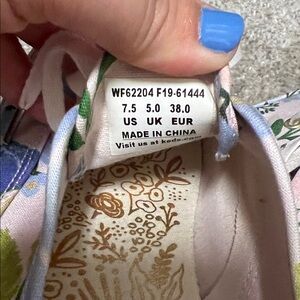 WF62204 F19-61444
7.5 5.0 38.0
US UK EUR
MADE IN CHINA
Visit us at keds.com